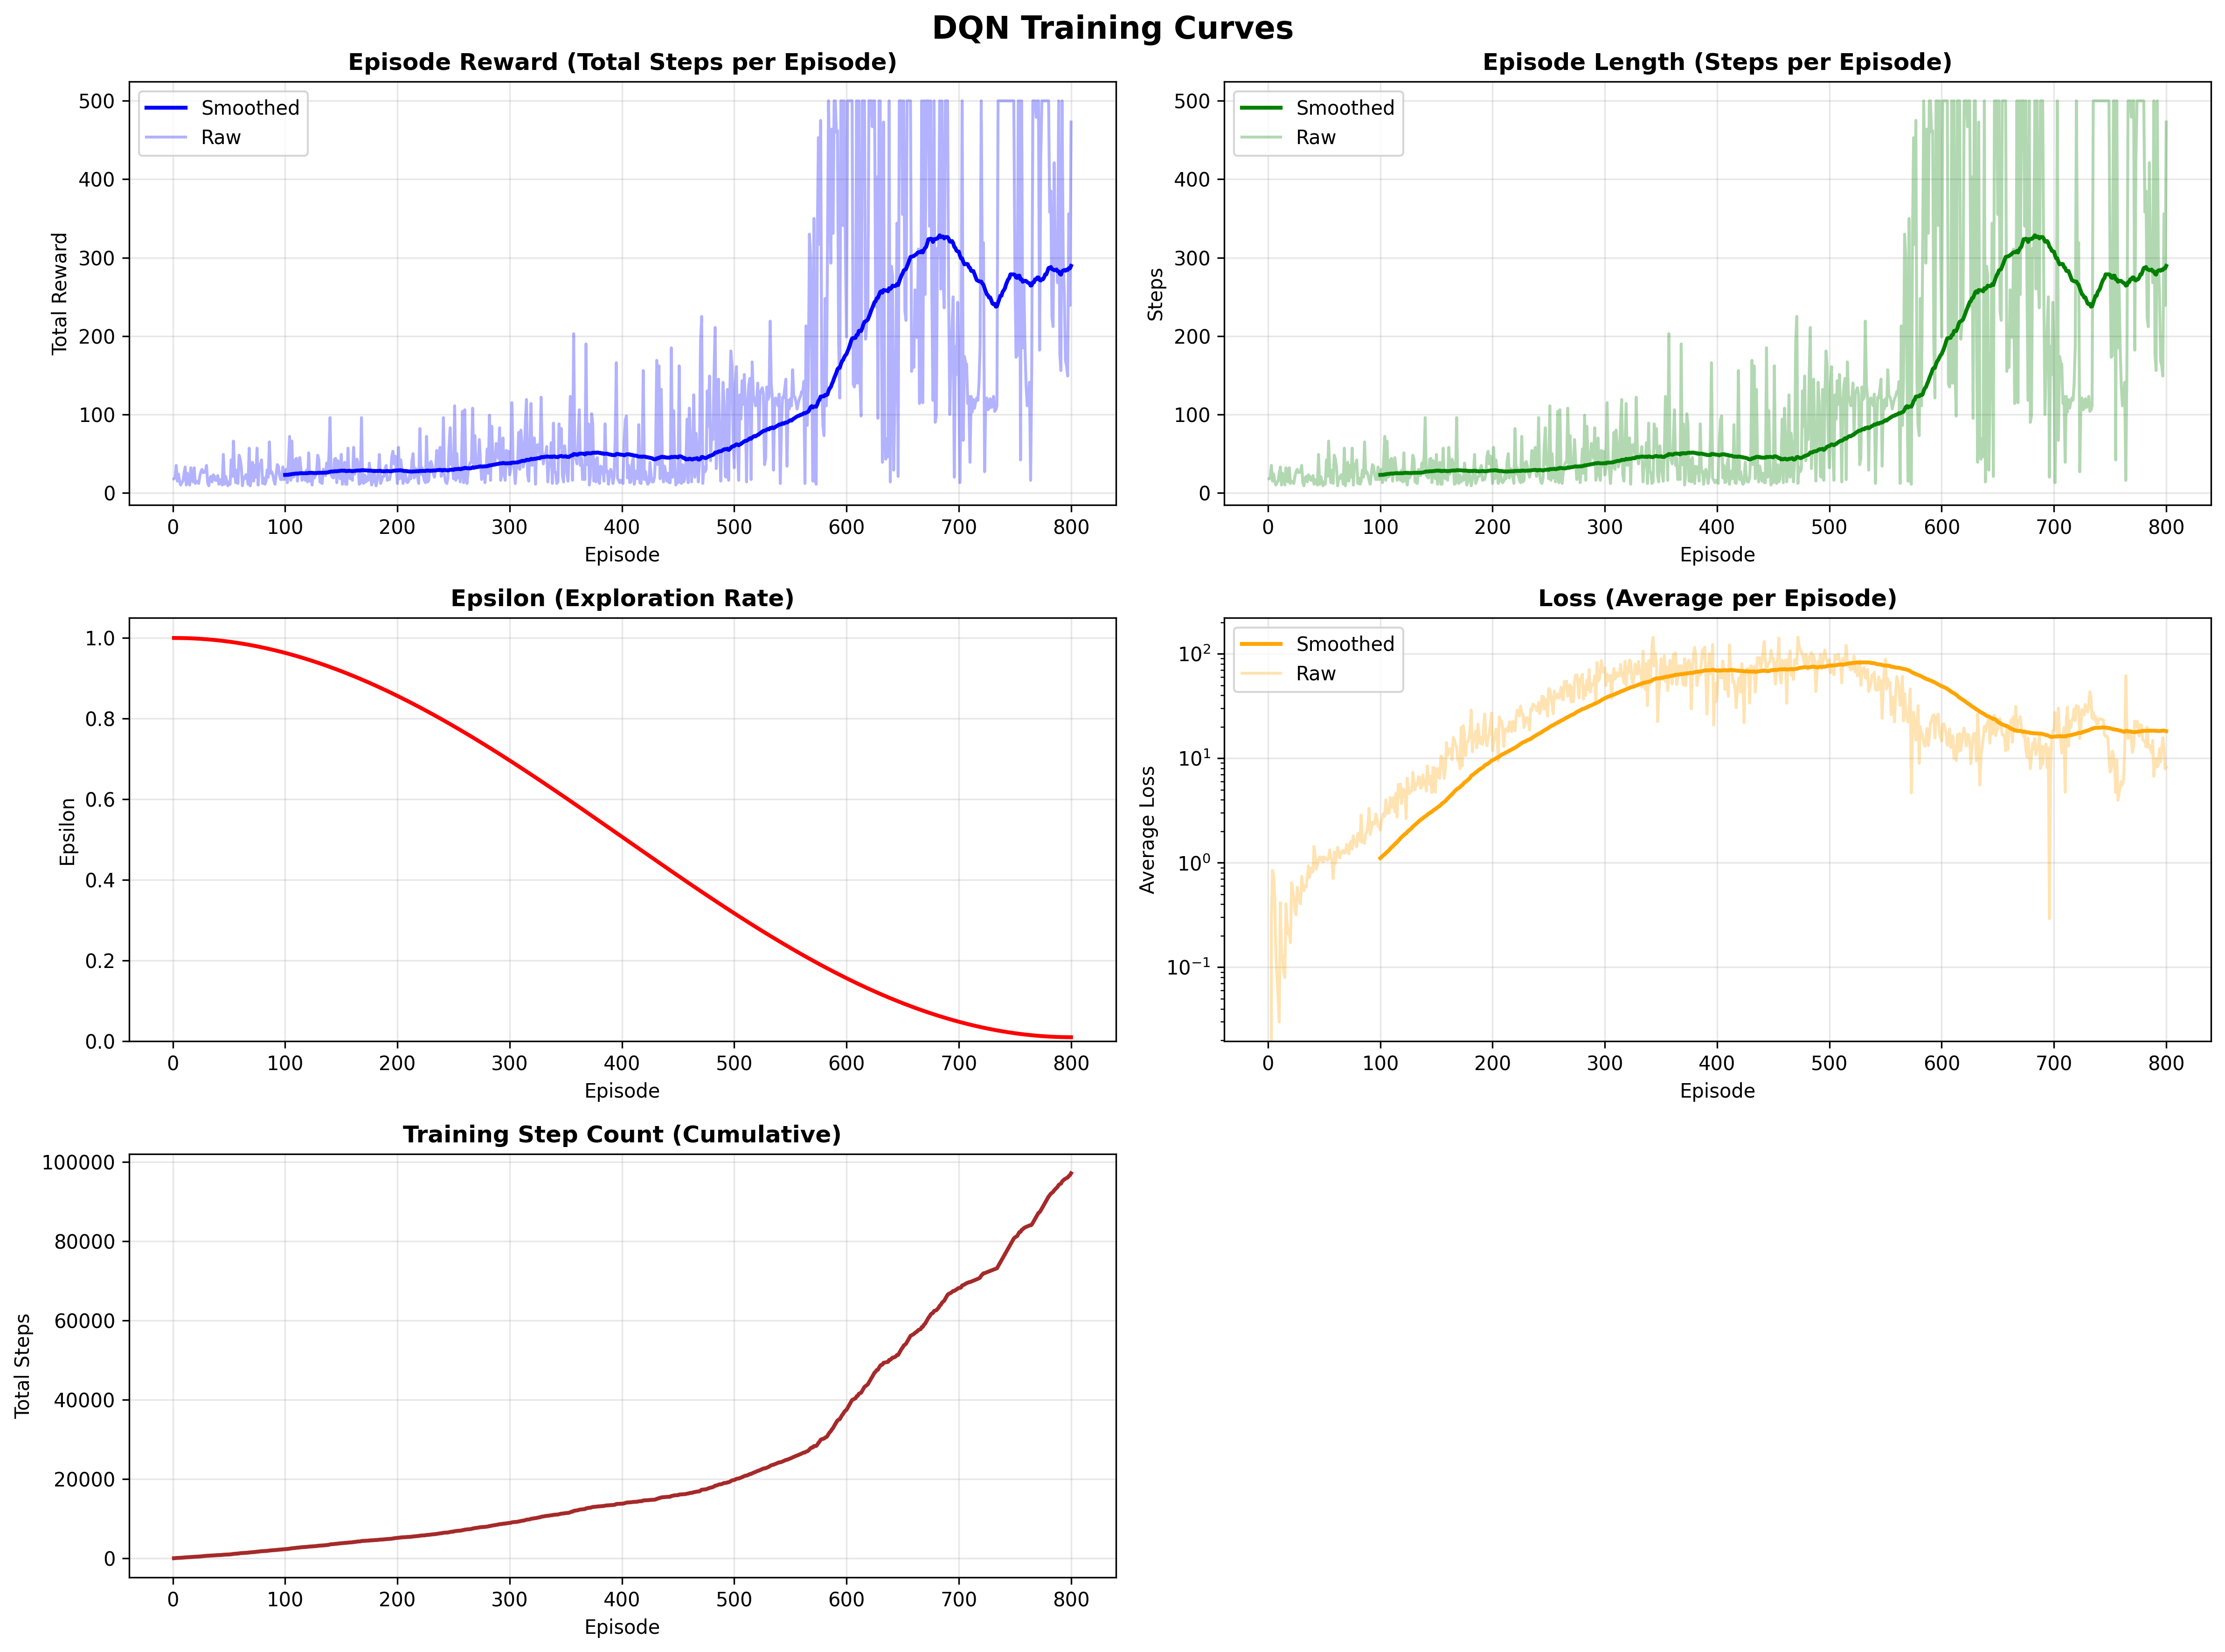 DQN Training Curves
Episode Reward (Total Steps per Episode)
Smoothed
Raw
500
400
300
200
100
0
Total Reward
0 100 200 300 400 500 600 700 800
Episode
Episode Length (Steps per Episode)
Smoothed
Raw
500
400
300
200
100
0
Steps
0 100 200 300 400 500 600 700 800
Episode
Epsilon (Exploration Rate)
1.0
0.8
0.6
0.4
0.2
0.0
Epsilon
0 100 200 300 400 500 600 700 800
Episode
Loss (Average per Episode)
Smoothed
Raw
10²
10¹
10⁰
10⁻¹
Average Loss
0 100 200 300 400 500 600 700 800
Episode
Training Step Count (Cumulative)
100000
80000
60000
40000
20000
0
Total Steps
0 100 200 300 400 500 600 700 800
Episode